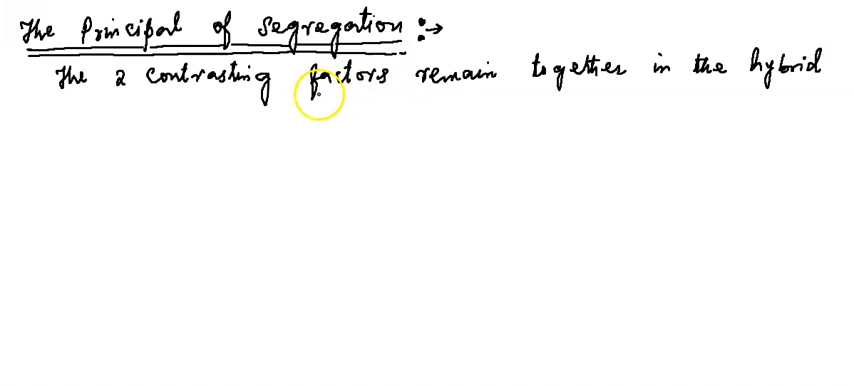 The Principal of Segregation :→
The 2 contrasting factors remain together in the hybrid